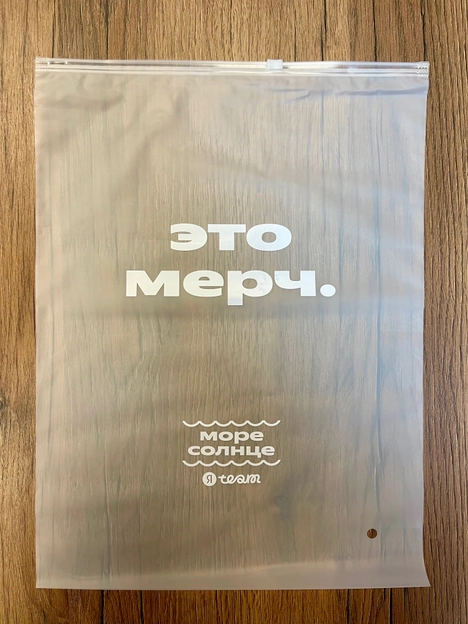 это
мерч.
море
солнце
Я team